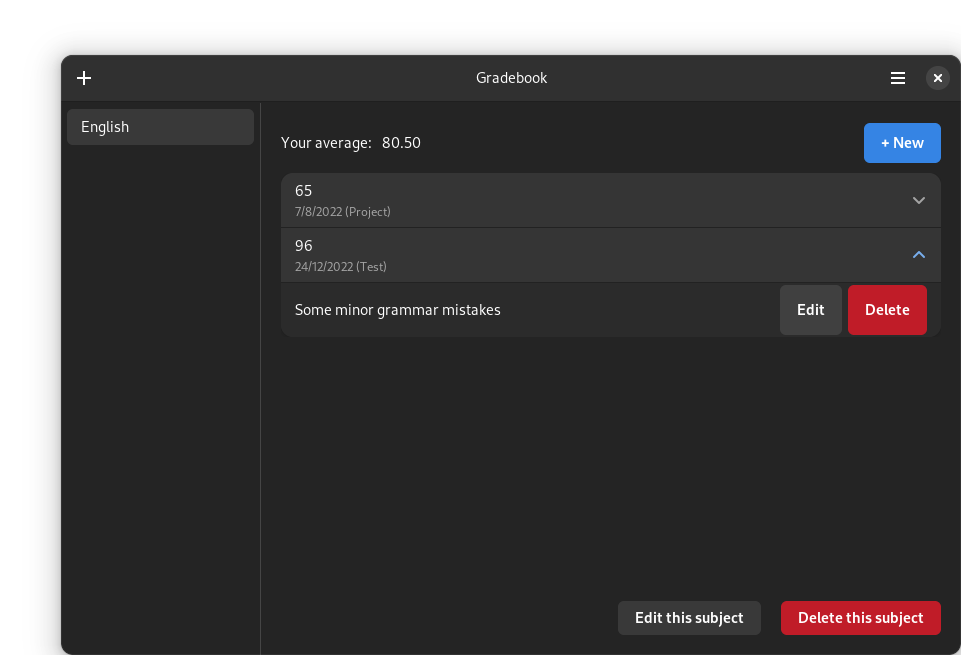 Gradebook
English
Your average: 80.50
+ New
65
7/8/2022 (Project)
96
24/12/2022 (Test)
Some minor grammar mistakes
Edit
Delete
Edit this subject
Delete this subject